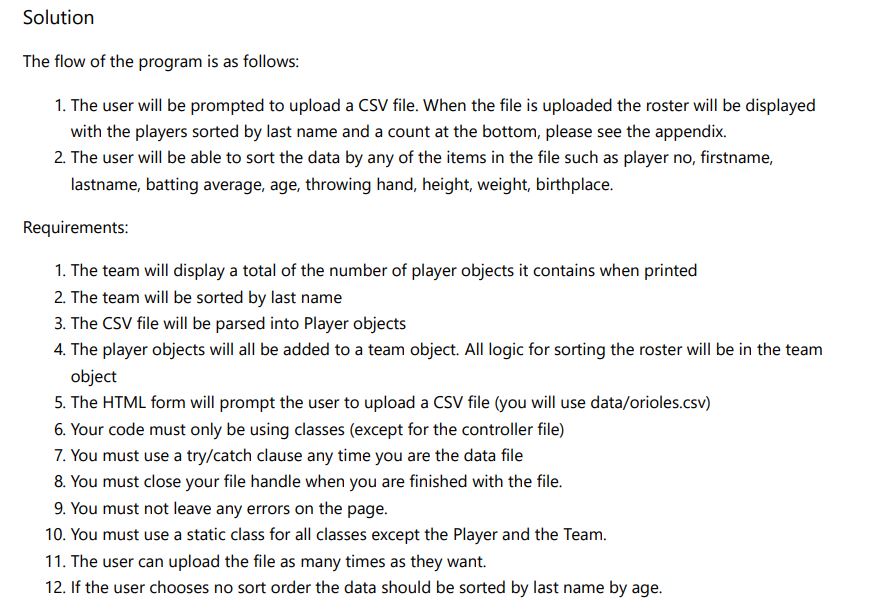 Solution
The flow of the program is as follows:
1. The user will be prompted to upload a CSV file. When the file is uploaded the roster will be displayed
with the players sorted by last name and a count at the bottom, please see the appendix.
2. The user will be able to sort the data by any of the items in the file such as player no, firstname,
lastname, batting average, age, throwing hand, height, weight, birthplace.
Requirements:
1. The team will display a total of the number of player objects it contains when printed
2. The team will be sorted by last name
3. The CSV file will be parsed into Player objects
4. The player objects will all be added to a team object. All logic for sorting the roster will be in the team
object
5. The HTML form will prompt the user to upload a CSV file (you will use data/orioles.csv)
6. Your code must only be using classes (except for the controller file)
7. You must use a try/catch clause any time you are the data file
8. You must close your file handle when you are finished with the file.
9. You must not leave any errors on the page.
10. You must use a static class for all classes except the Player and the Team.
11. The user can upload the file as many times as they want.
12. If the user chooses no sort order the data should be sorted by last name by age.